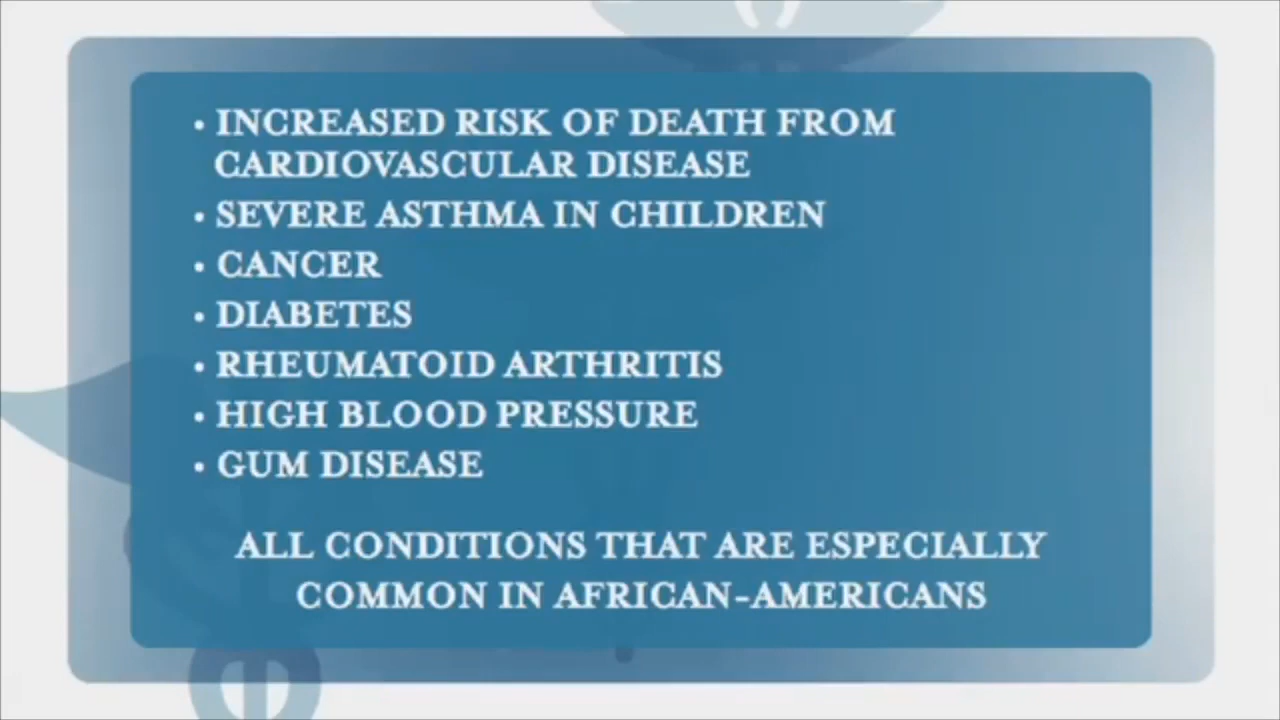 • INCREASED RISK OF DEATH FROM
CARDIOVASCULAR DISEASE
• SEVERE ASTHMA IN CHILDREN
• CANCER
• DIABETES
• RHEUMATOID ARTHRITIS
• HIGH BLOOD PRESSURE
• GUM DISEASE
ALL CONDITIONS THAT ARE ESPECIALLY
COMMON IN AFRICAN-AMERICANS